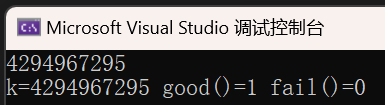 C:\ Microsoft Visual Studio 调试控制台
4294967295
k=4294967295 good()=1 fail()=0